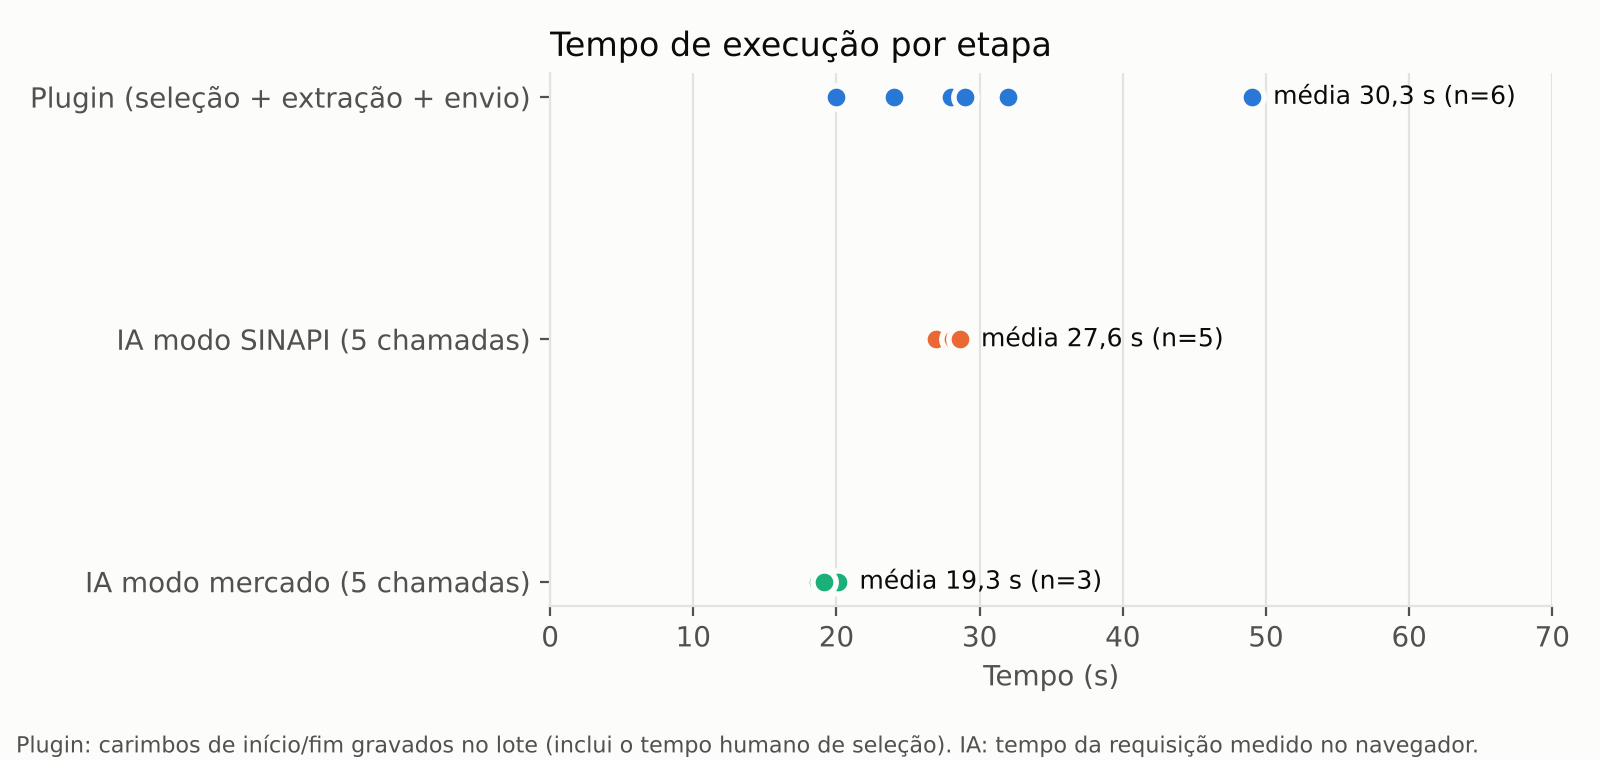 Tempo de execução por etapa
Plugin (seleção + extração + envio)
média 30,3 s (n=6)
IA modo SINAPI (5 chamadas)
média 27,6 s (n=5)
IA modo mercado (5 chamadas)
média 19,3 s (n=3)
0 10 20 30 40 50 60 70
Tempo (s)
Plugin: carimbos de início/fim gravados no lote (inclui o tempo humano de seleção). IA: tempo da requisição medido no navegador.